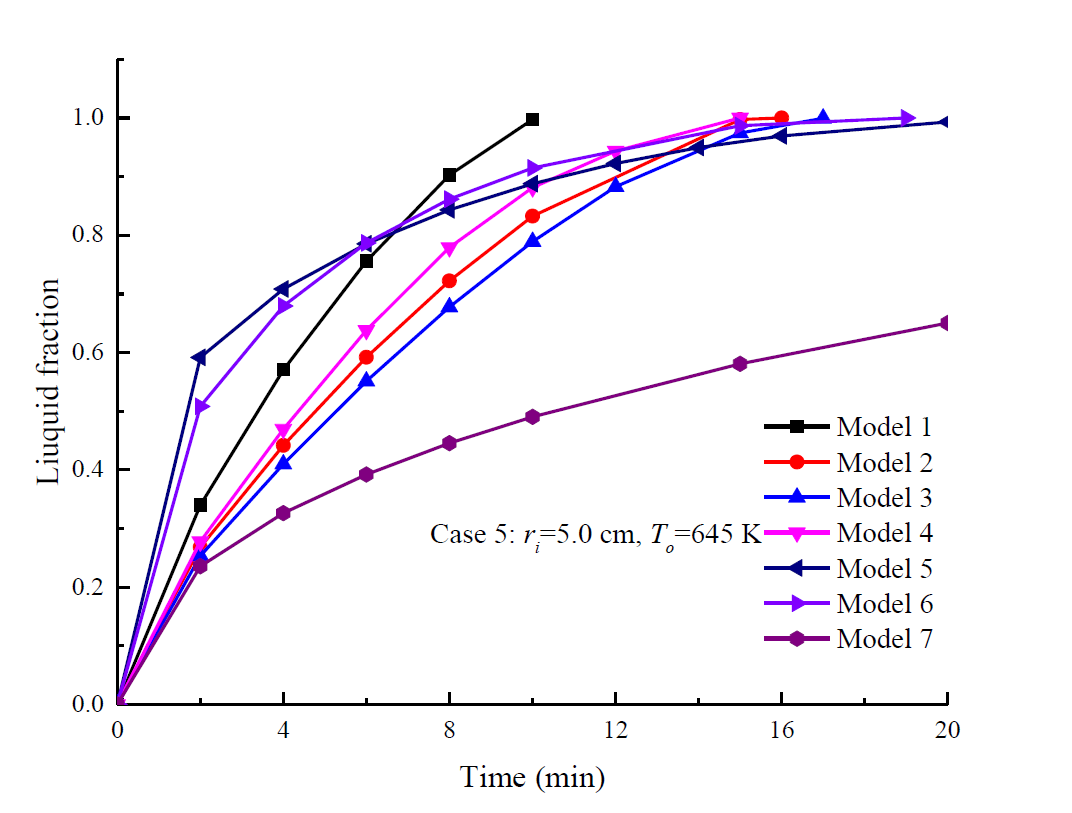 1.0
0.8
0.6
0.4
0.2
0.0
Liuquid fraction
0 4 8 12 16 20
Time (min)
Case 5: r_i=5.0 cm, T_o=645 K
Model 1
Model 2
Model 3
Model 4
Model 5
Model 6
Model 7